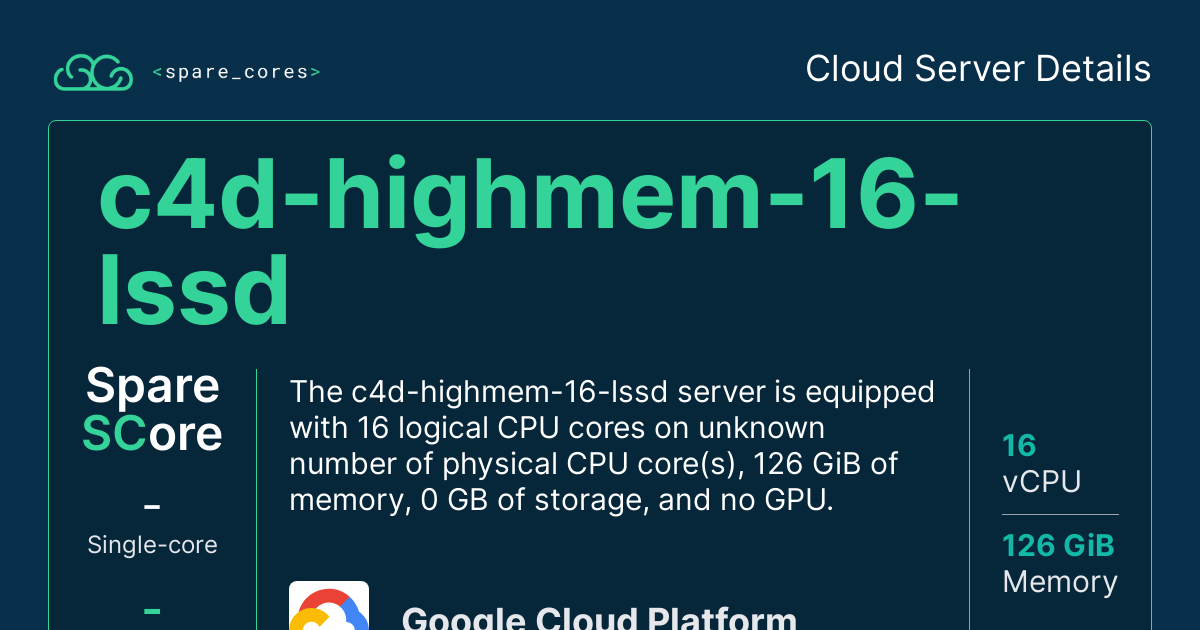 <spare_cores>
Cloud Server Details
c4d-highmem-16-
lssd
Spare
SCore
-
Single-core
-
The c4d-highmem-16-lssd server is equipped
with 16 logical CPU cores on unknown
number of physical CPU core(s), 126 GiB of
memory, 0 GB of storage, and no GPU.
Google Cloud Platform
16
vCPU
126 GiB
Memory